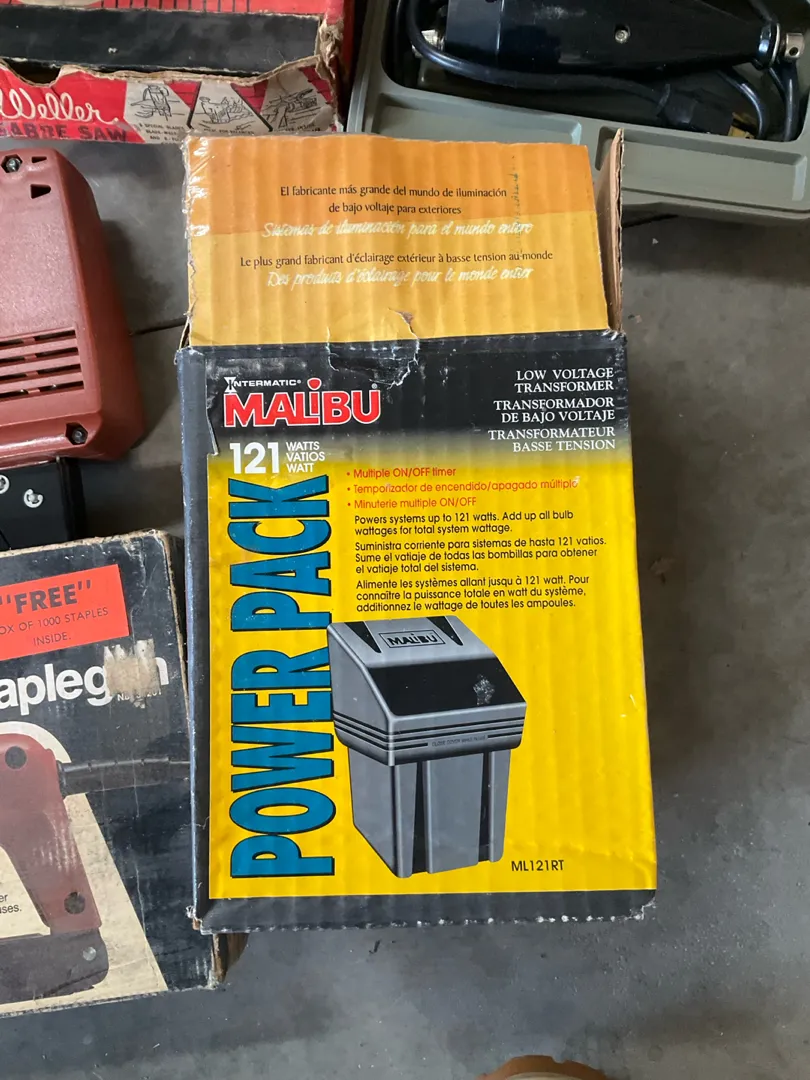 Weller
SABRE SAW
El fabricante más grande del mundo de iluminación
de bajo voltaje para exteriores
Sistemas de iluminación para el mundo entero
Le plus grand fabricant d'éclairage extérieur à basse tension au monde
Des produits d'éclairage pour le monde entier
INTERMATIC®
MALiBU®
LOW VOLTAGE
TRANSFORMER
TRANSFORMADOR
DE BAJO VOLTAJE
TRANSFORMATEUR
BASSE TENSION
121 WATTS
VATIOS
WATT
• Multiple ON/OFF timer
• Temporizador de encendido/apagado múltiplo
• Minuterie multiple ON/OFF
Powers systems up to 121 watts. Add up all bulb
wattages for total system wattage.
Suministra corriente para sistemas de hasta 121 vatios.
Sume el vatiaje de todas las bombillas para obtener
el vatiaje total del sistema.
Alimente les systèmes allant jusqu à 121 watt. Pour
connaître la puissance totale en watt du système,
additionnez le wattage de toutes les ampoules.
POWER PACK
MALiBU
ML121RT
"FREE"
OX OF 1000 STAPLES
INSIDE.